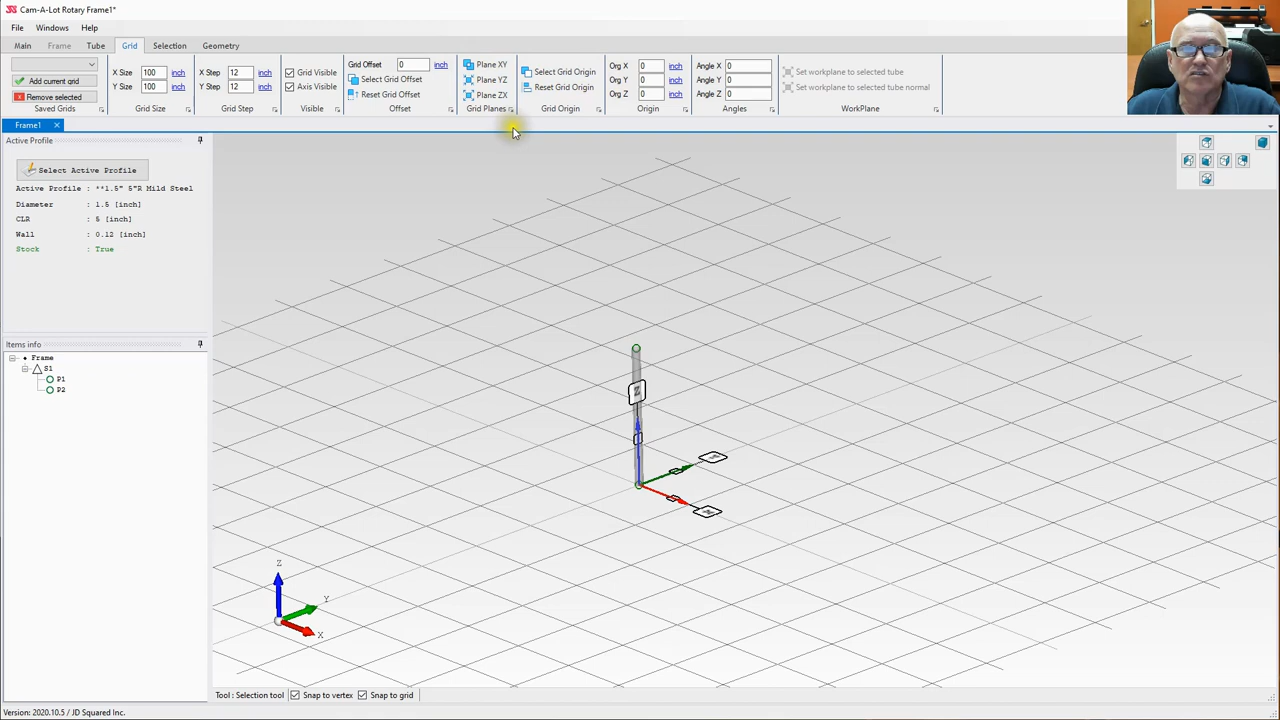 Cam-A-Lot Rotary Frame1*
File Windows Help
Main Frame Tube Grid Selection Geometry
Add current grid
Remove selected
Saved Grids
X Size 100 inch
Y Size 100 inch
Grid Size
X Step 12 inch
Y Step 12 inch
Grid Step
Grid Visible
Axis Visible
Visible
Grid Offset 0 inch
Select Grid Offset
Reset Grid Offset
Offset
Plane XY
Plane YZ
Plane ZX
Grid Planes
Select Grid Origin
Reset Grid Origin
Grid Origin
Org X 0 inch
Org Y 0 inch
Org Z 0 inch
Origin
Angle X 0
Angle Y 0
Angle Z 0
Angles
Set workplane to selected tube
Set workplane to selected tube normal
WorkPlane
Frame1
Active Profile
Select Active Profile
Active Profile : **1.5" 5"R Mild Steel
Diameter : 1.5 [inch]
CLR : 5 [inch]
Wall : 0.12 [inch]
Stock : True
Items info
Frame
S1
P1
P2
Z
Z
Y
X
Tool : Selection tool Snap to vertex Snap to grid
Version: 2020.10.5 / JD Squared Inc.